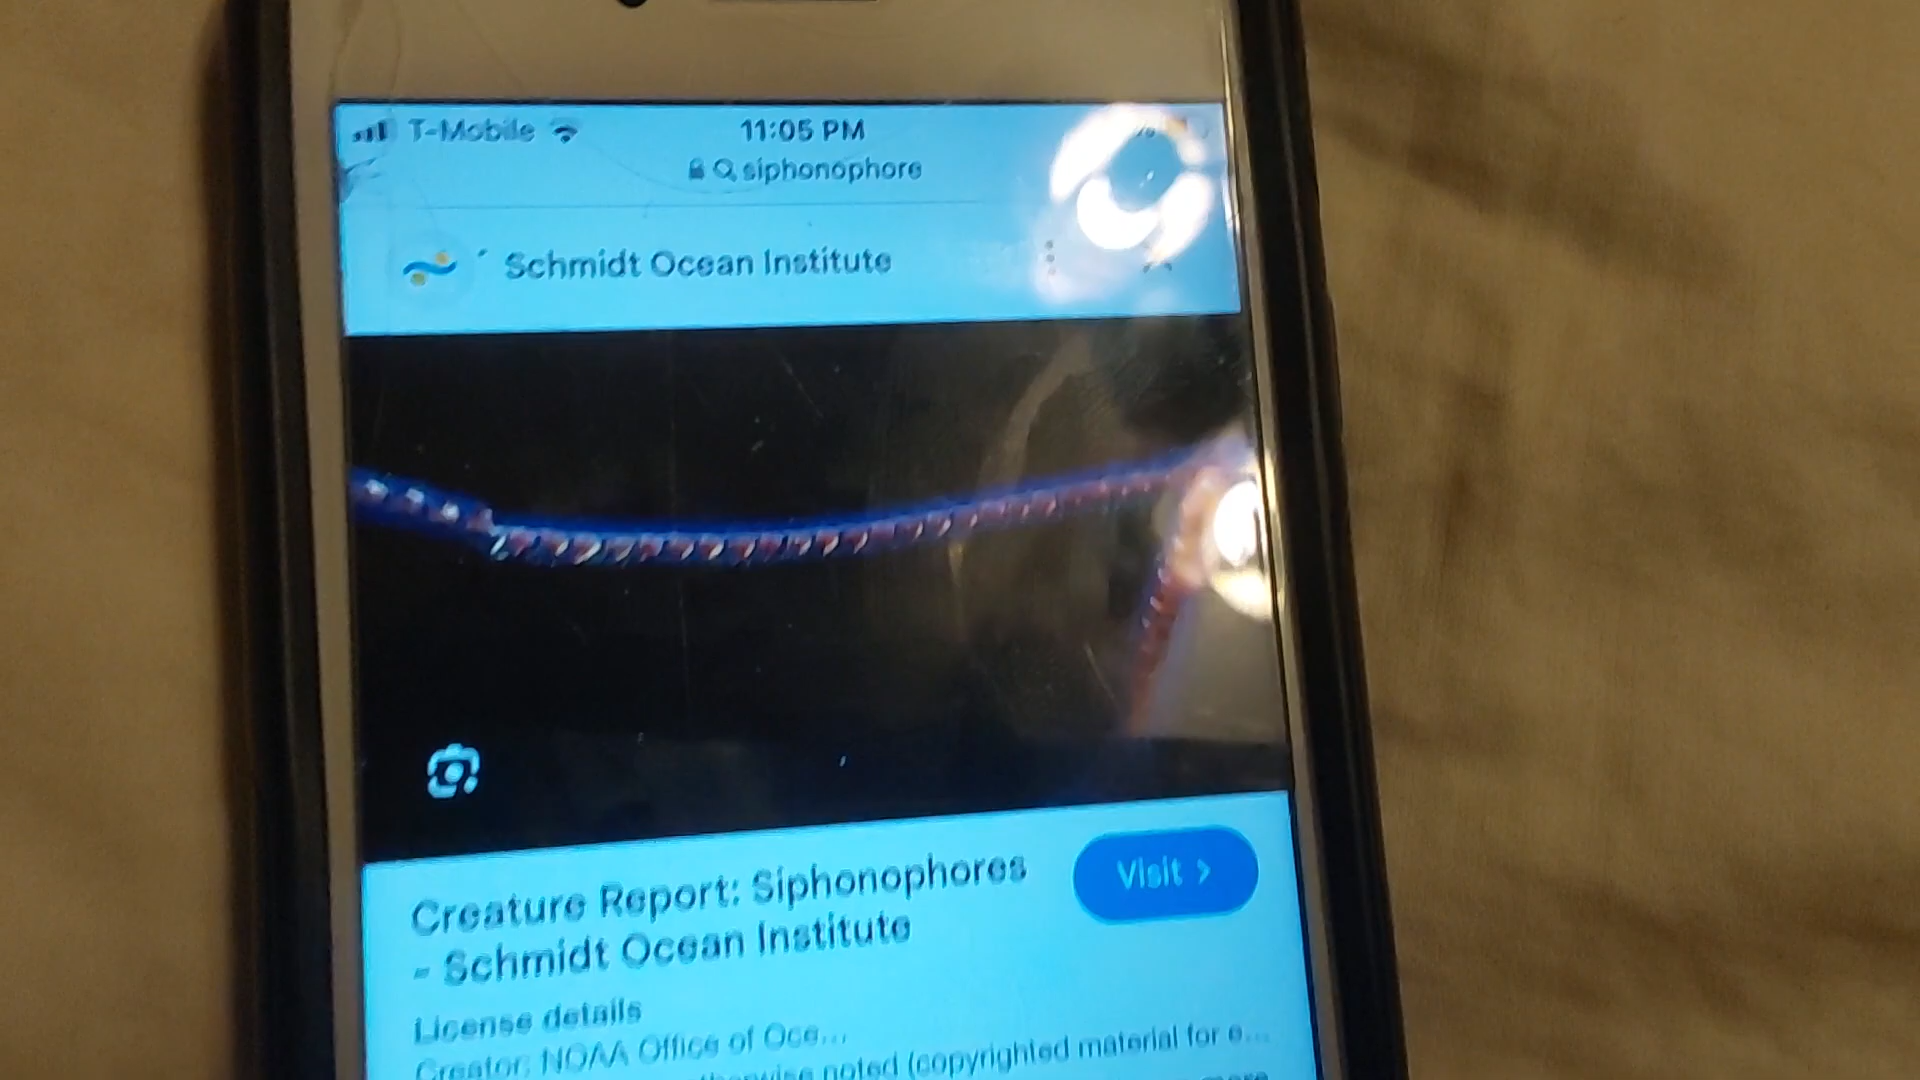 T-Mobile 11:05 PM
siphonophore
Schmidt Ocean Institute
Creature Report: Siphonophores
- Schmidt Ocean Institute
Visit >
License details
Creator: NOAA Office of Oce...
noted (copyrighted material for e...
more